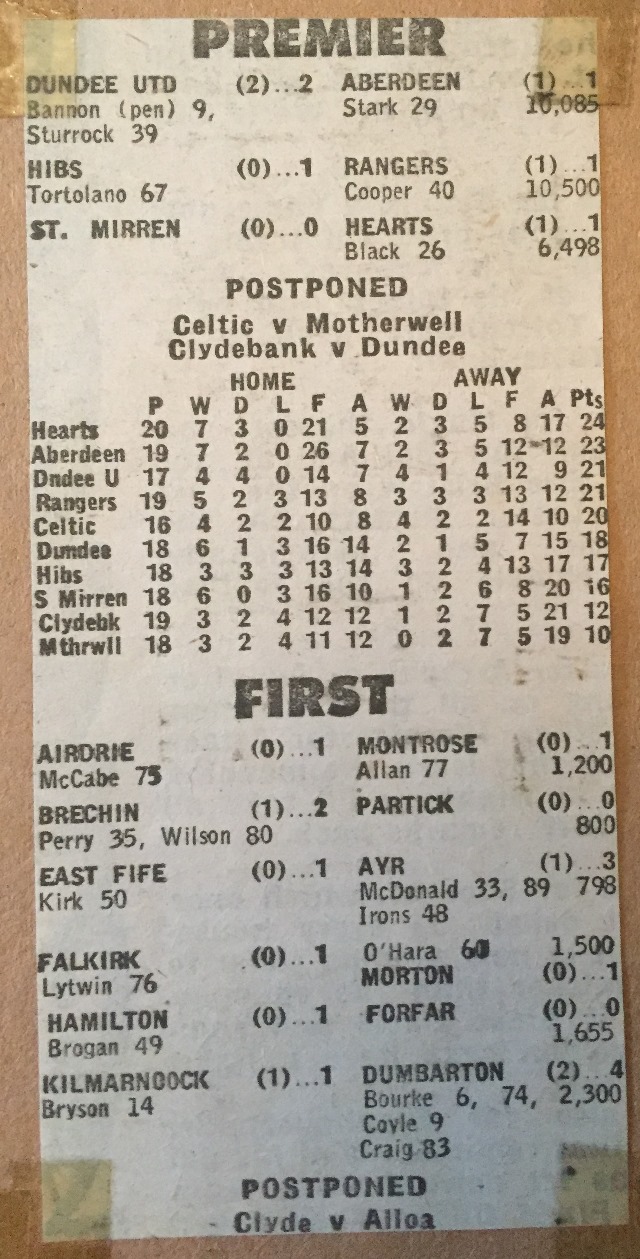 PREMIER
DUNDEE UTD (2)...2 ABERDEEN (1)...1
Bannon (pen) 9, Stark 29 10,085
Sturrock 39
HIBS (0)...1 RANGERS (1)...1
Tortolano 67 Cooper 40 10,500
ST. MIRREN (0)...0 HEARTS (1)...1
Black 26 6,498
POSTPONED
Celtic v Motherwell
Clydebank v Dundee
HOME AWAY
P W D L F A W D L F A Pts
Hearts 20 7 3 0 21 5 2 3 5 8 17 24
Aberdeen 19 7 2 0 26 7 2 3 5 12 12 23
Dndee U 17 4 4 0 14 7 4 1 4 12 9 21
Rangers 19 5 2 3 13 8 3 3 3 13 12 21
Celtic 16 4 2 2 10 8 4 2 2 14 10 20
Dundee 18 6 1 3 16 14 2 1 5 7 15 18
Hibs 18 3 3 3 13 14 3 2 4 13 17 17
S Mirren 18 6 0 3 16 10 1 2 6 8 20 16
Clydebk 19 3 2 4 12 12 1 2 7 5 21 12
Mthrwll 18 3 2 4 11 12 0 2 7 5 19 10
FIRST
AIRDRIE (0)...1 MONTROSE (0)...1
McCabe 75 Allan 77 1,200
BRECHIN (1)...2 PARTICK (0)...0
Perry 35, Wilson 80 800
EAST FIFE (0)...1 AYR (1)...3
Kirk 50 McDonald 33, 89 798
Irons 48
O'Hara 60 1,500
FALKIRK (0)...1 MORTON (0)...1
Lytwin 76
HAMILTON (0)...1 FORFAR (0)...0
Brogan 49 1,655
KILMARNOOCK (1)...1 DUMBARTON (2)...4
Bryson 14 Bourke 6, 74, 2,300
Coyle 9
Craig 83
POSTPONED
Clyde v Alloa